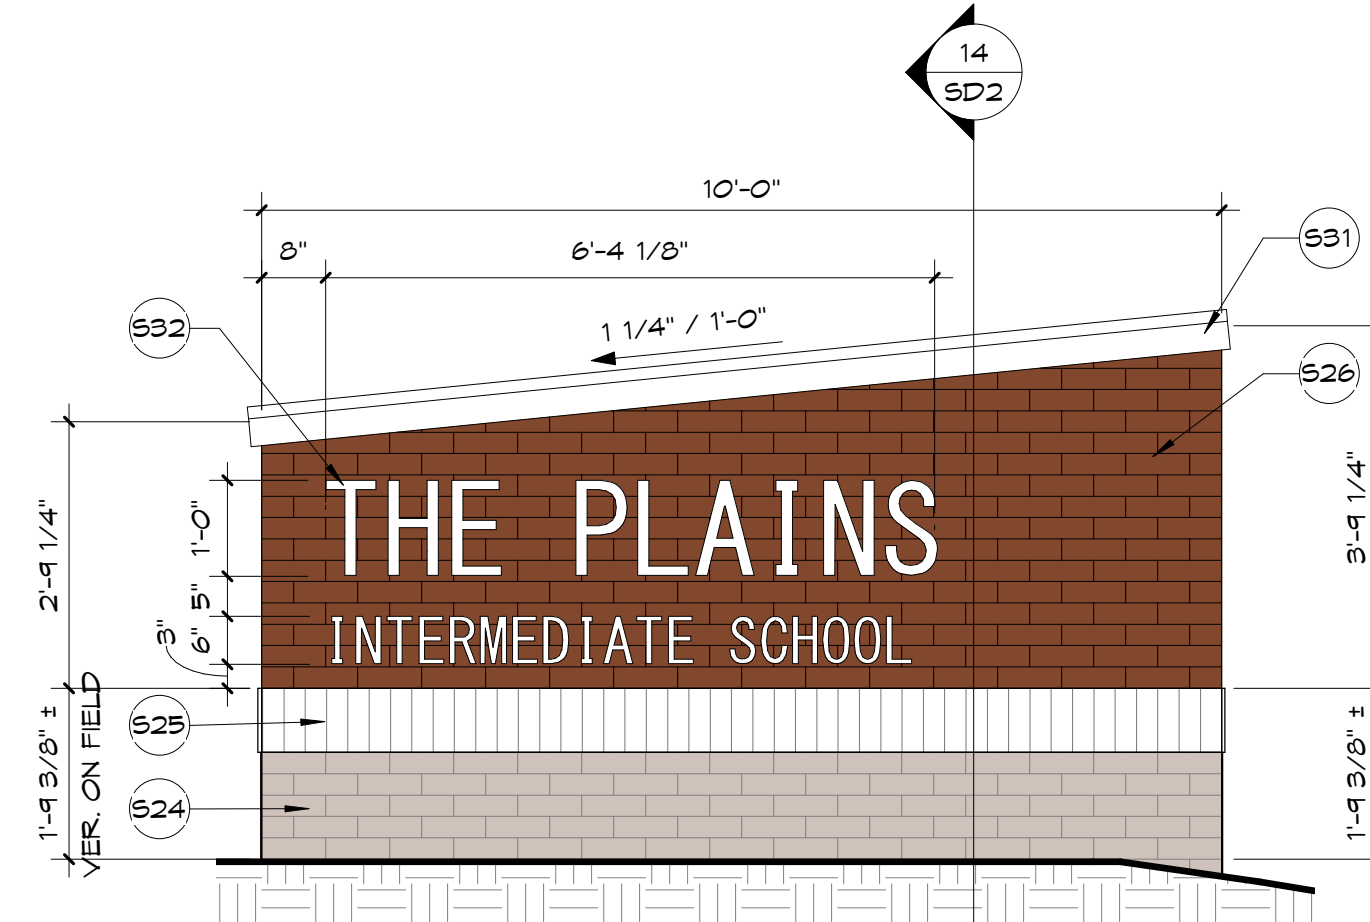 14
SD2
10'-0"
8"
6'-4 1/8"
S31
S32
1 1/4" / 1'-0"
S26
2'-9 1/4"
1'-0"
5"
6"
3"
3'-9 1/4"
THE PLAINS
INTERMEDIATE SCHOOL
S25
S24
1'-9 3/8" ±
VER. ON FIELD
1'-9 3/8" ±